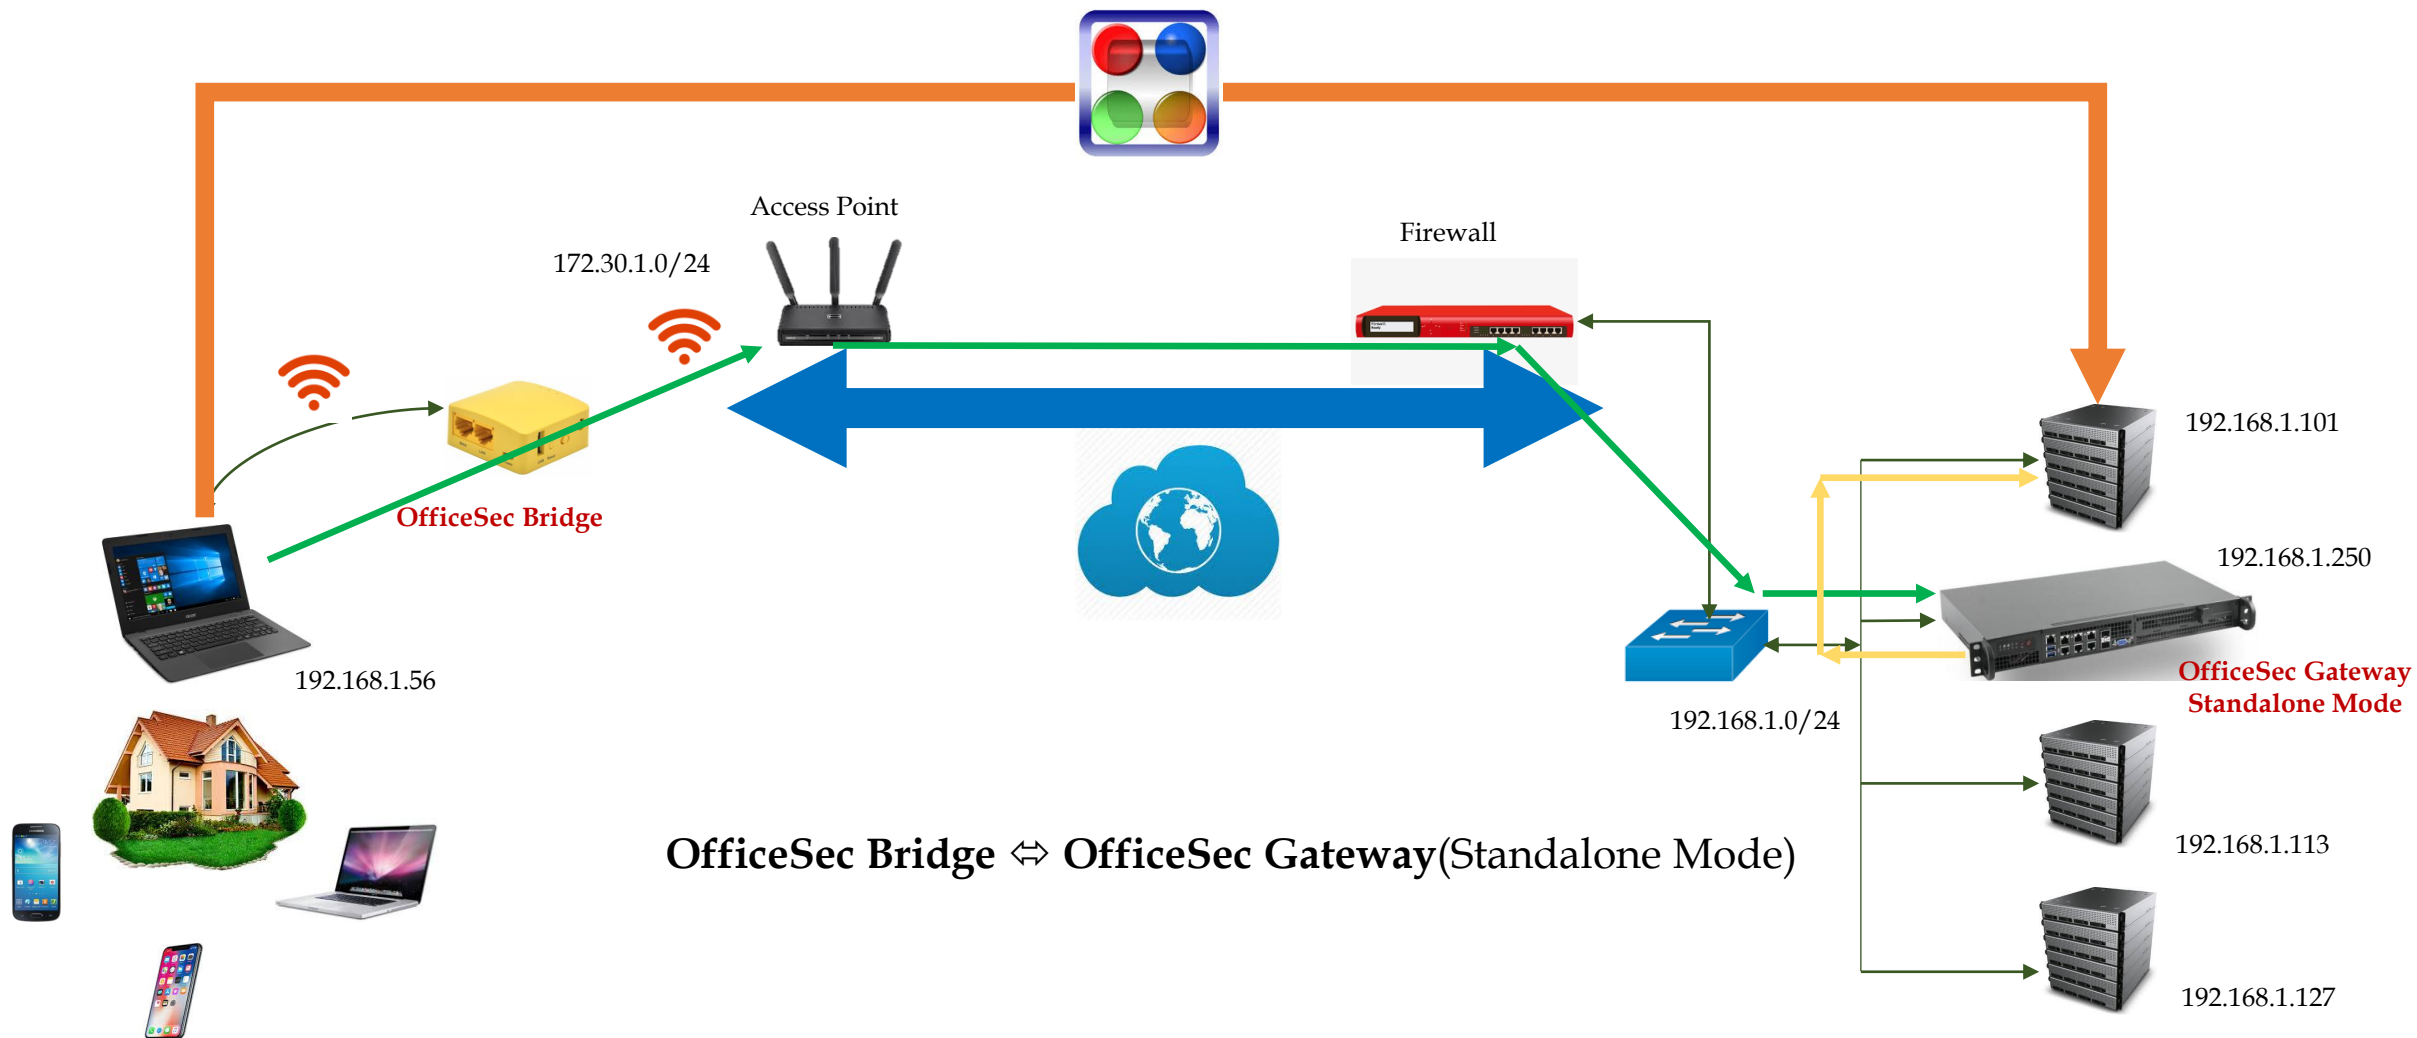 Access Point
Firewall
172.30.1.0/24
192.168.1.101
OfficeSec Bridge
192.168.1.250
192.168.1.56
OfficeSec Gateway
Standalone Mode
192.168.1.0/24
OfficeSec Bridge ⬄ OfficeSec Gateway(Standalone Mode)
192.168.1.113
192.168.1.127